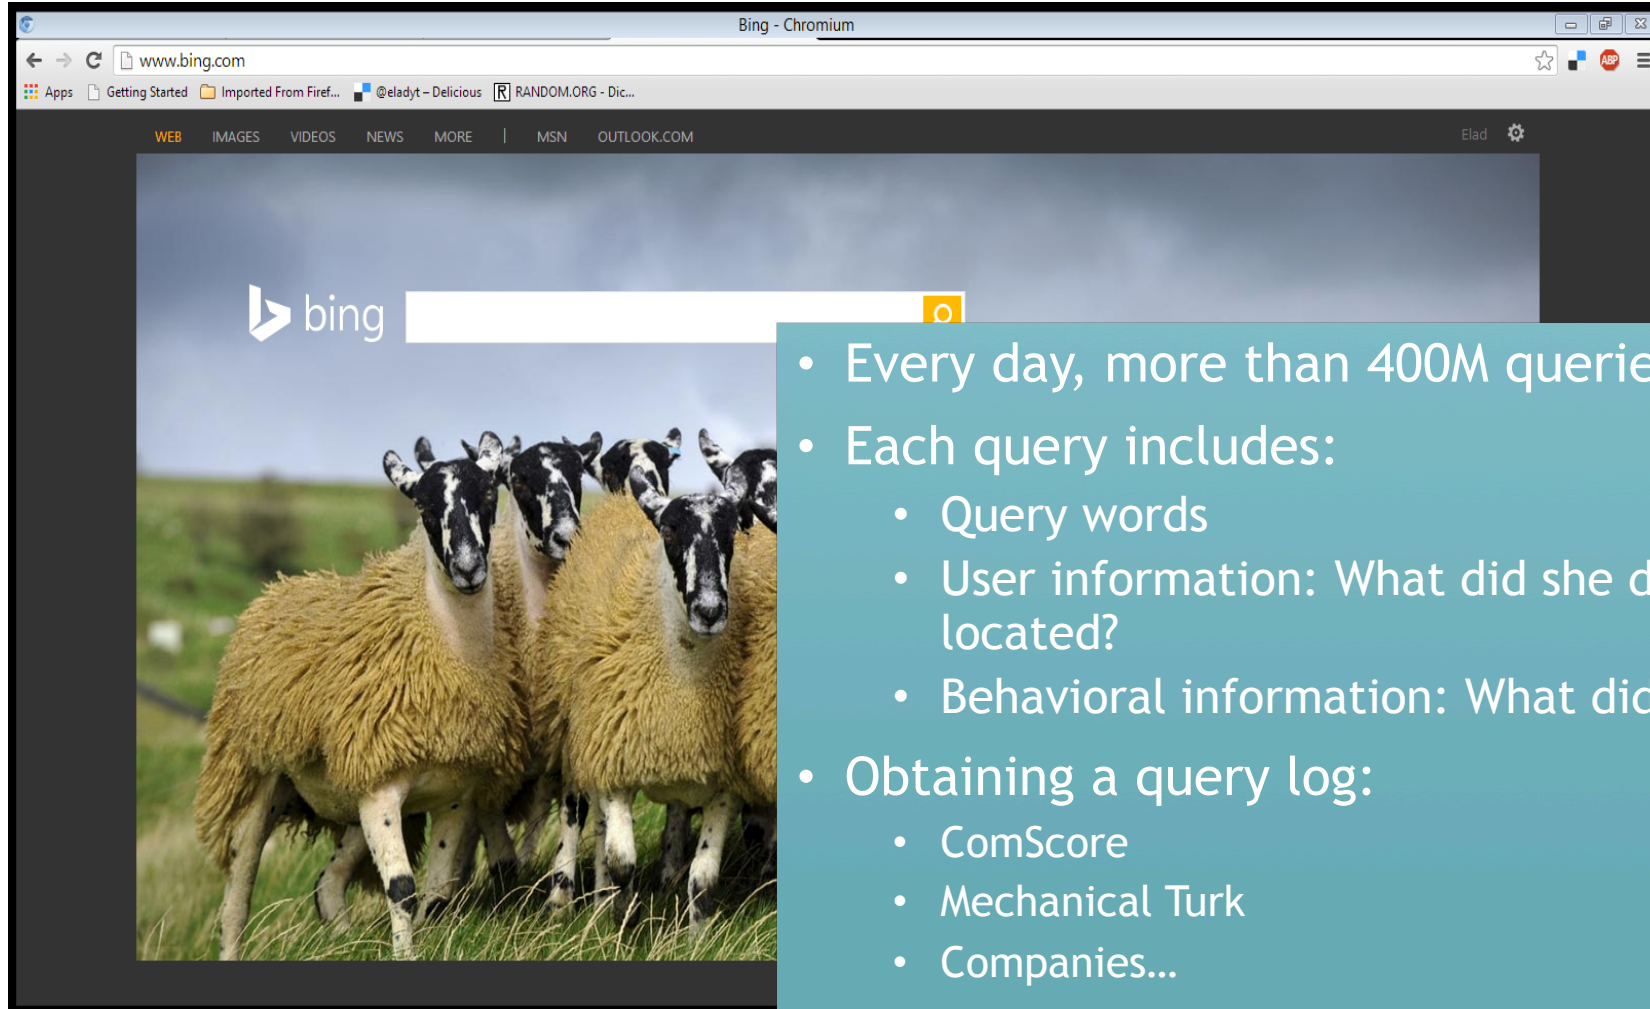 Bing - Chromium
www.bing.com
ABP
Apps Getting Started Imported From Firef... @eladyt – Delicious R RANDOM.ORG - Dic...
WEB IMAGES VIDEOS NEWS MORE | MSN OUTLOOK.COM Elad
bing
• Every day, more than 400M querie
• Each query includes:
• Query words
• User information: What did she d
located?
• Behavioral information: What did
• Obtaining a query log:
• ComScore
• Mechanical Turk
• Companies…